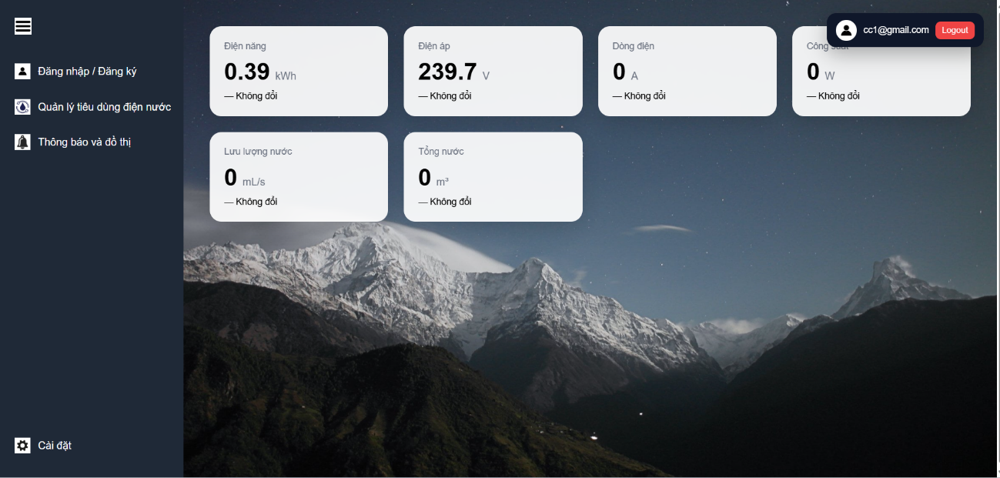 Đăng nhập / Đăng ký
Quản lý tiêu dùng điện nước
Thông báo và đồ thị
Cài đặt
cc1@gmail.com Logout
Điện năng
0.39 kWh
— Không đổi
Điện áp
239.7 V
— Không đổi
Dòng điện
0 A
— Không đổi
Công suất
0 W
— Không đổi
Lưu lượng nước
0 mL/s
— Không đổi
Tổng nước
0 m³
— Không đổi